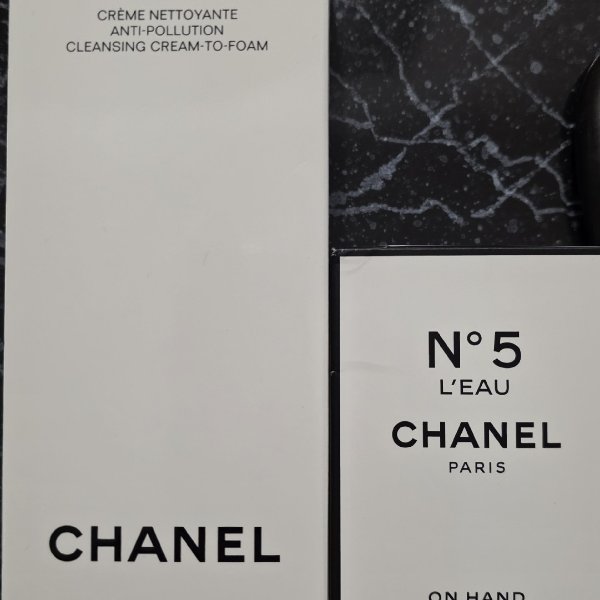 CRÈME NETTOYANTE
ANTI-POLLUTION
CLEANSING CREAM-TO-FOAM
CHANEL
N° 5
L'EAU
CHANEL
PARIS
ON HAND